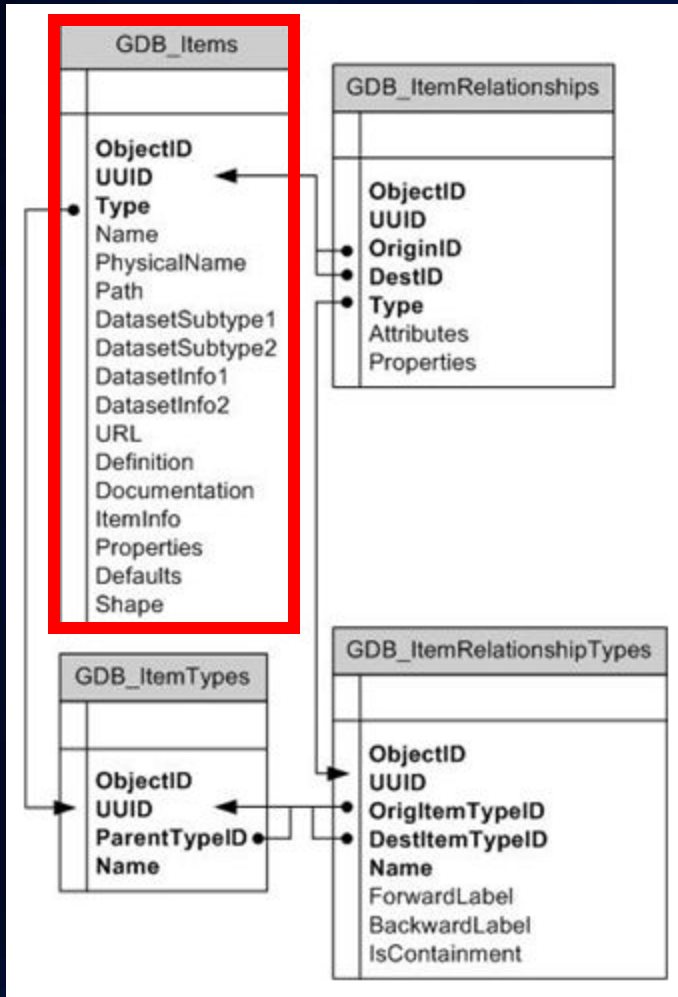 GDB_Items
ObjectID
UUID
Type
Name
PhysicalName
Path
DatasetSubtype1
DatasetSubtype2
DatasetInfo1
DatasetInfo2
URL
Definition
Documentation
ItemInfo
Properties
Defaults
Shape
GDB_ItemRelationships
ObjectID
UUID
OriginID
DestID
Type
Attributes
Properties
GDB_ItemTypes
ObjectID
UUID
ParentTypeID
Name
GDB_ItemRelationshipTypes
ObjectID
UUID
OrigItemTypeID
DestItemTypeID
Name
ForwardLabel
BackwardLabel
IsContainment